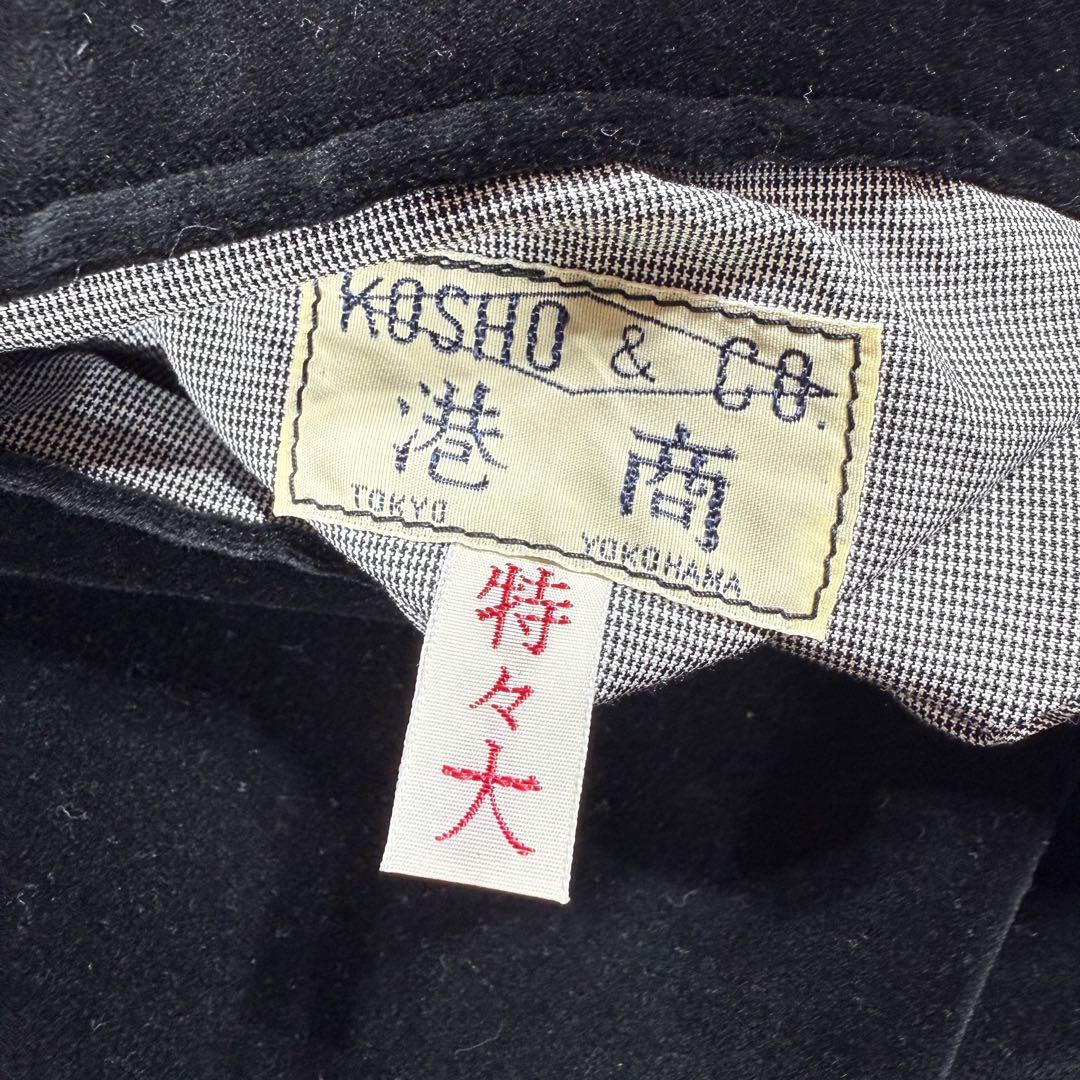 KOSHO & CO.
港商
TOKYO YOKOHAMA
特々大